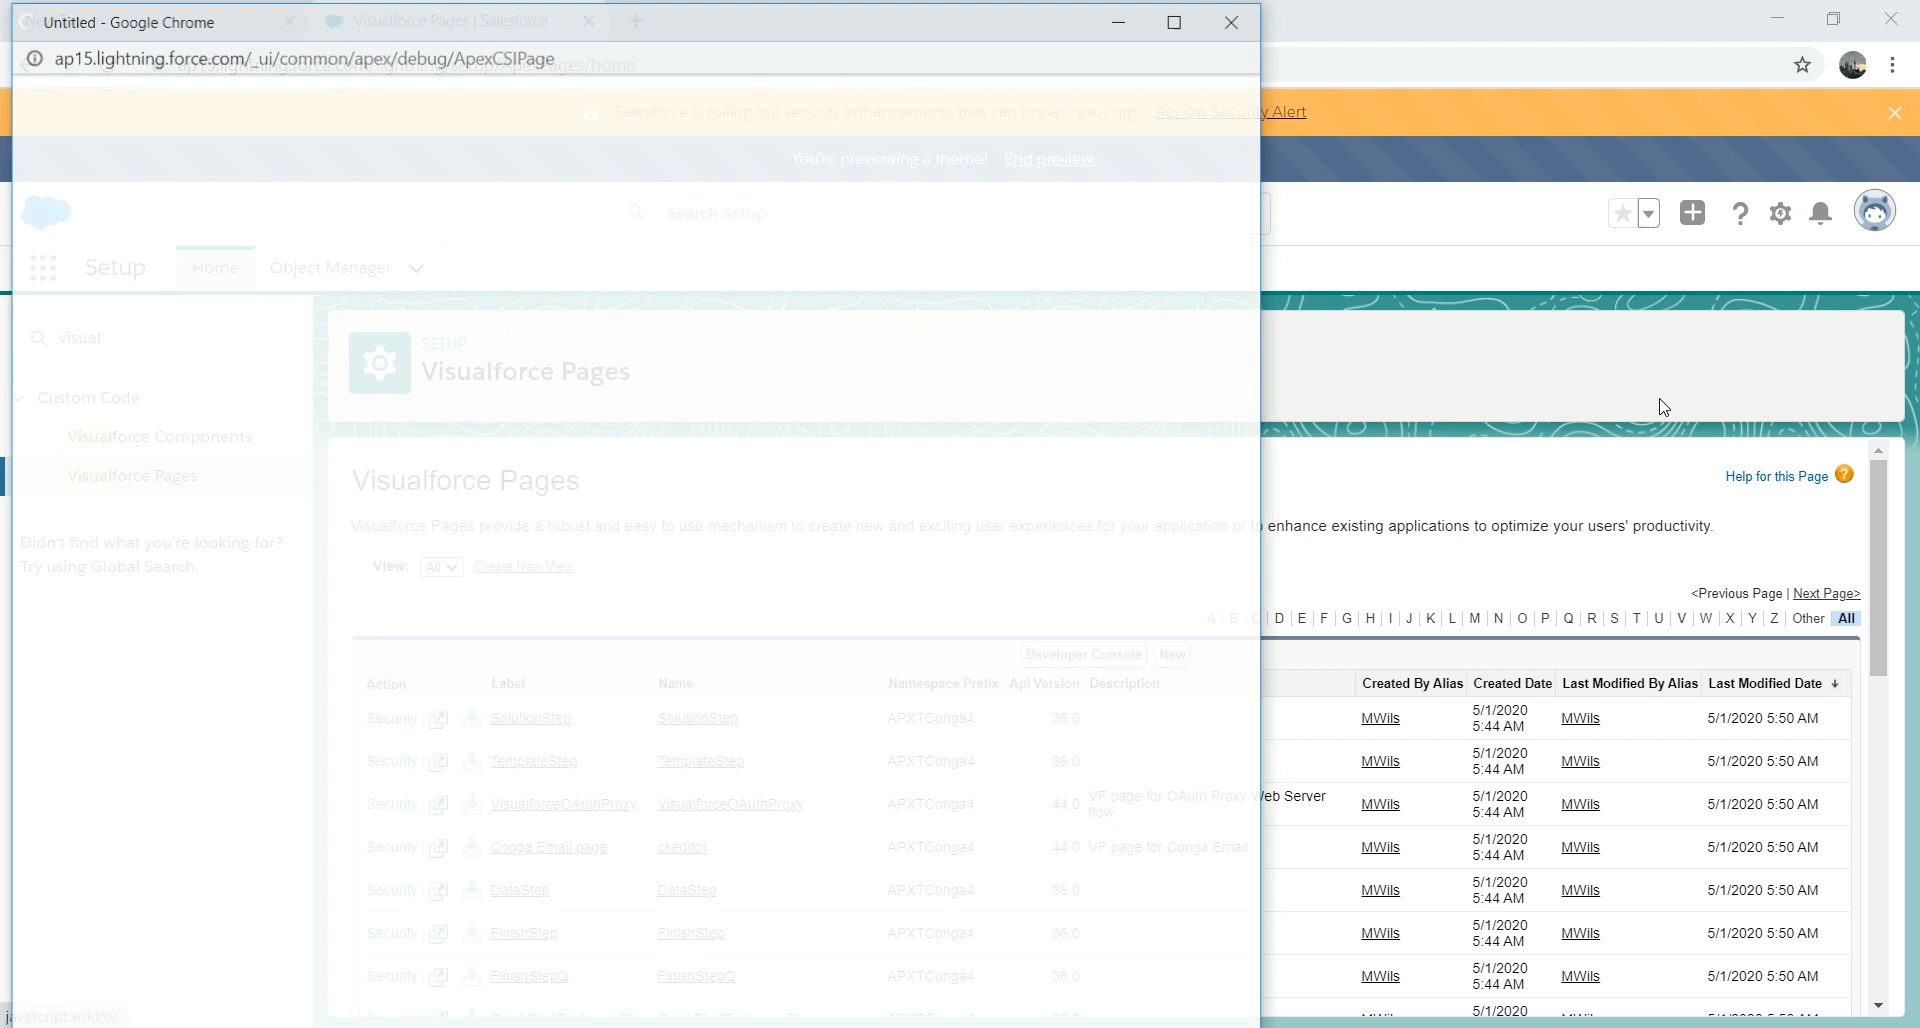 Untitled - Google Chrome
Visualforce Pages | Salesforce
ap15.lightning.force.com/_ui/common/apex/debug/ApexCSIPage
Salesforce is rolling out security enhancements that can impact your org. Review Security Alert
You're previewing a theme! End preview.
Search Setup
Setup Home Object Manager
visual
SETUP
Visualforce Pages
Custom Code
Visualforce Components
Visualforce Pages
Didn't find what you're looking for?
Try using Global Search.
Visualforce Pages
Help for this Page
Visualforce Pages provide a robust and easy to use mechanism to create new and exciting user experiences for your application or to enhance existing applications to optimize your users' productivity.
View: All Create New View
<Previous Page | Next Page>
A | B | C | D | E | F | G | H | I | J | K | L | M | N | O | P | Q | R | S | T | U | V | W | X | Y | Z | Other All
Developer Console New
Action Label Name Namespace Prefix Api Version Description Created By Alias Created Date Last Modified By Alias Last Modified Date
Security | SolutionStep SolutionStep APXTConga4 36.0 MWils 5/1/2020 5:44 AM MWils 5/1/2020 5:50 AM
Security | TemplateStep TemplateStep APXTConga4 36.0 MWils 5/1/2020 5:44 AM MWils 5/1/2020 5:50 AM
Security | VisualforceOAuthProxy VisualforceOAuthProxy APXTConga4 44.0 VF page for OAuth Proxy Web Server flow MWils 5/1/2020 5:44 AM MWils 5/1/2020 5:50 AM
Security | Conga Email page ckeditor APXTConga4 44.0 VF page for Conga Email MWils 5/1/2020 5:44 AM MWils 5/1/2020 5:50 AM
Security | DataStep DataStep APXTConga4 36.0 MWils 5/1/2020 5:44 AM MWils 5/1/2020 5:50 AM
Security | FinishStep FinishStep APXTConga4 36.0 MWils 5/1/2020 5:44 AM MWils 5/1/2020 5:50 AM
Security | FinishStepQ FinishStepQ APXTConga4 36.0 MWils 5/1/2020 5:44 AM MWils 5/1/2020 5:50 AM
5/1/2020
javascript:void(0);